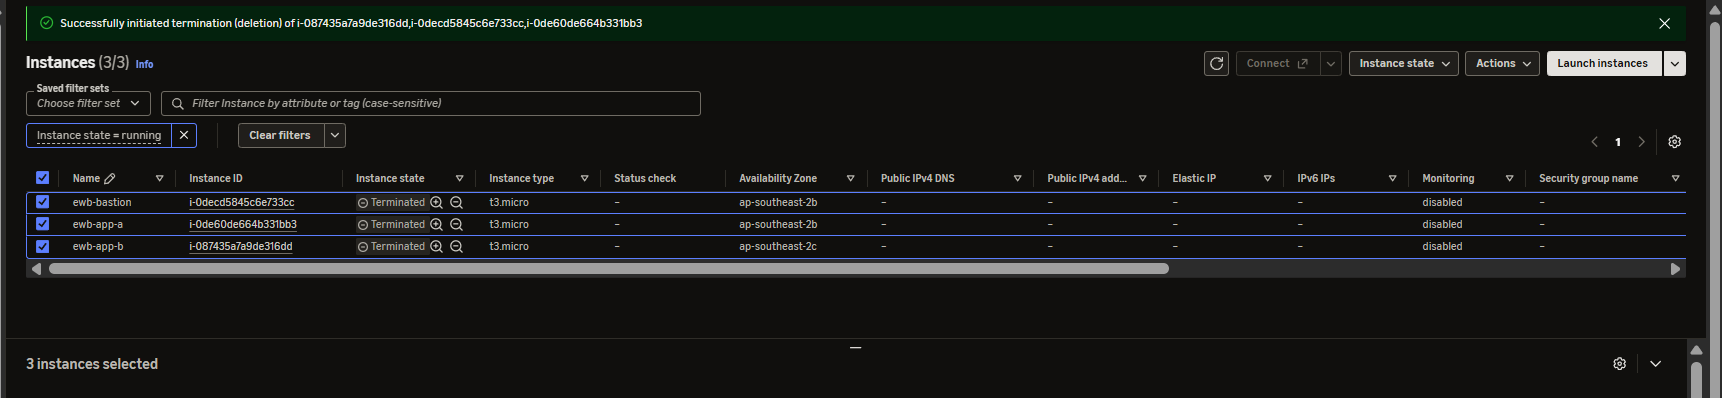 Successfully initiated termination (deletion) of i-087435a7a9de316dd,i-0decd5845c6e733cc,i-0de60de664b331bb3
Instances (3/3) Info
Connect
Instance state
Actions
Launch instances
Saved filter sets
Choose filter set
Filter Instance by attribute or tag (case-sensitive)
Instance state = running
Clear filters
1
Name Instance ID Instance state Instance type Status check Availability Zone Public IPv4 DNS Public IPv4 add... Elastic IP IPv6 IPs Monitoring Security group name
ewb-bastion i-0decd5845c6e733cc Terminated t3.micro – ap-southeast-2b – – – – disabled –
ewb-app-a i-0de60de664b331bb3 Terminated t3.micro – ap-southeast-2b – – – – disabled –
ewb-app-b i-087435a7a9de316dd Terminated t3.micro – ap-southeast-2c – – – – disabled –
3 instances selected